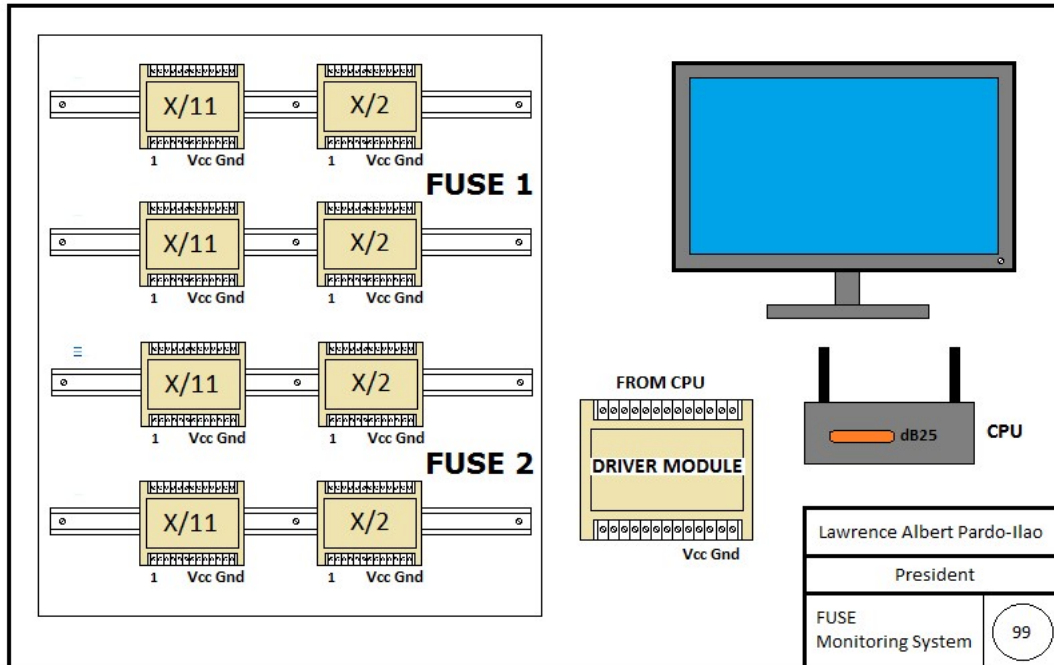 X/11 X/2
1 Vcc Gnd 1 Vcc Gnd
FUSE 1
X/11 X/2
1 Vcc Gnd 1 Vcc Gnd
X/11 X/2
1 Vcc Gnd 1 Vcc Gnd
FUSE 2
X/11 X/2
1 Vcc Gnd 1 Vcc Gnd
FROM CPU
DRIVER MODULE
Vcc Gnd
dB25
CPU
Lawrence Albert Pardo-Ilao
President
FUSE
Monitoring System
99